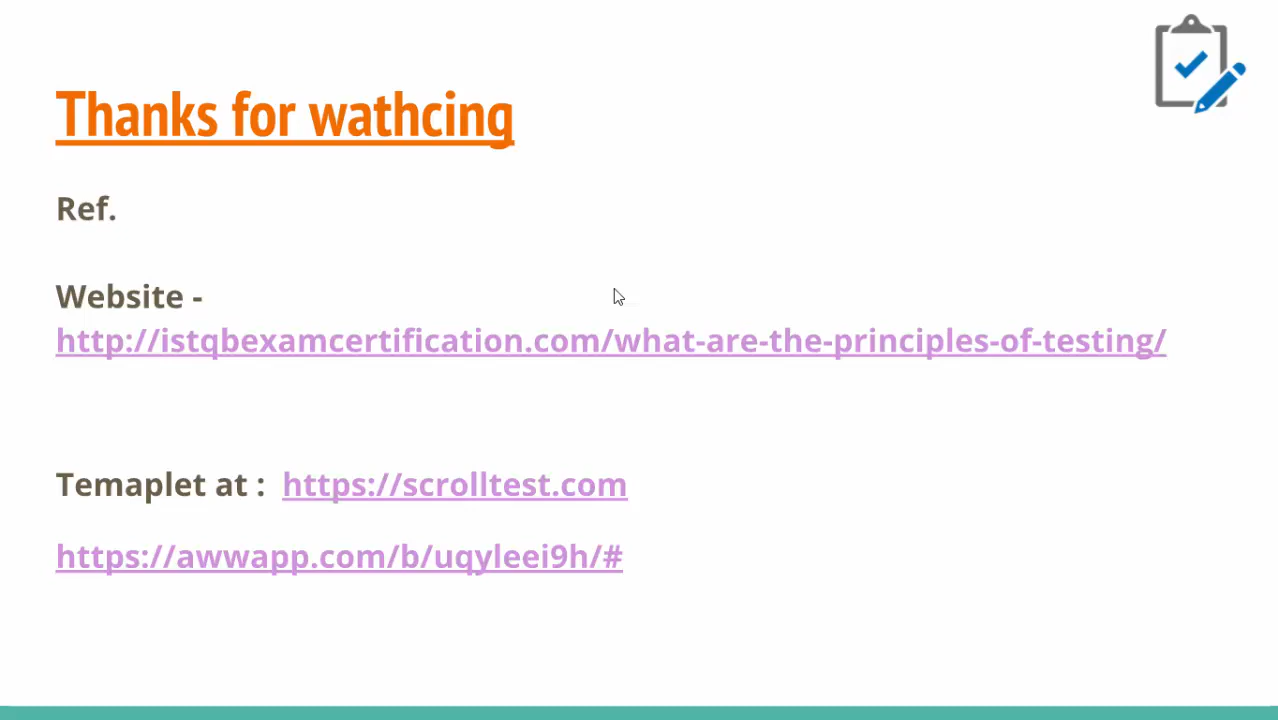 Thanks for wathcing
Ref.
Website -
http://istqbexamcertification.com/what-are-the-principles-of-testing/
Temaplet at : https://scrolltest.com
https://awwapp.com/b/uqyleei9h/#